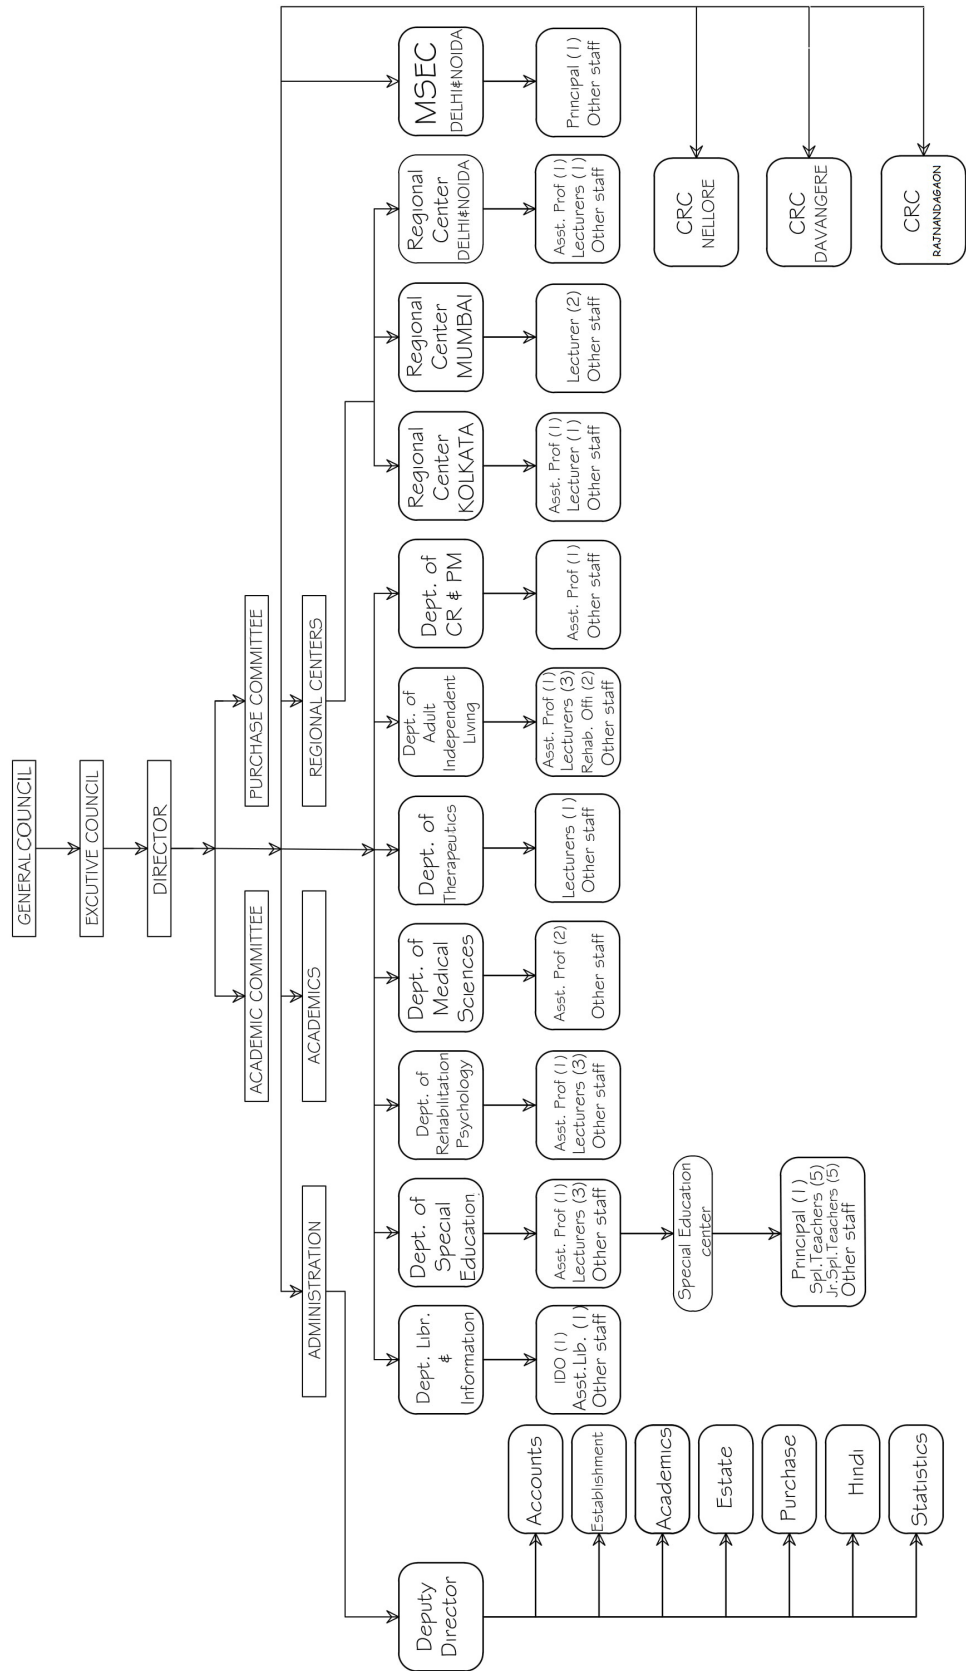 GENERAL COUNCIL
EXCUTIVE COUNCIL
DIRECTOR
ACADEMIC COMMITTEE
PURCHASE COMMITTEE
ADMINISTRATION
ACADEMICS
REGIONAL CENTERS
Deputy
Director
Dept. Libr.
&
Information
Dept. of
Special
Education
Dept. of
Rehabilitation
Psychology
Dept. of
Medical
Sciences
Dept. of
Therapeutics
Dept. of
Adult
Independent
Living
Dept. of
CR & PM
Regional
Center
KOLKATA
Regional
Center
MUMBAI
Regional
Center
DELHI&NOIDA
MSEC
DELHI&NOIDA
IDO (1)
Asst.Lib. (1)
Other staff
Asst. Prof (1)
Lecturers (3)
Other staff
Asst. Prof (1)
Lecturers (3)
Other staff
Asst. Prof (2)
Other staff
Lecturers (1)
Other staff
Asst. Prof (1)
Lecturers (3)
Rehab. Offi (2)
Other staff
Asst. Prof (1)
Other staff
Asst. Prof (1)
Lecturer (1)
Other staff
Lecturer (2)
Other staff
Asst. Prof (1)
Lecturers (1)
Other staff
Principal (1)
Other staff
Accounts
Establishment
Academics
Estate
Purchase
Hindi
Statistics
Special Education
center
Principal (1)
Spl.Teachers (5)
Jr.Spl.Teachers (5)
Other staff
CRC
NELLORE
CRC
DAVANGERE
CRC
RAJNANDAGAON